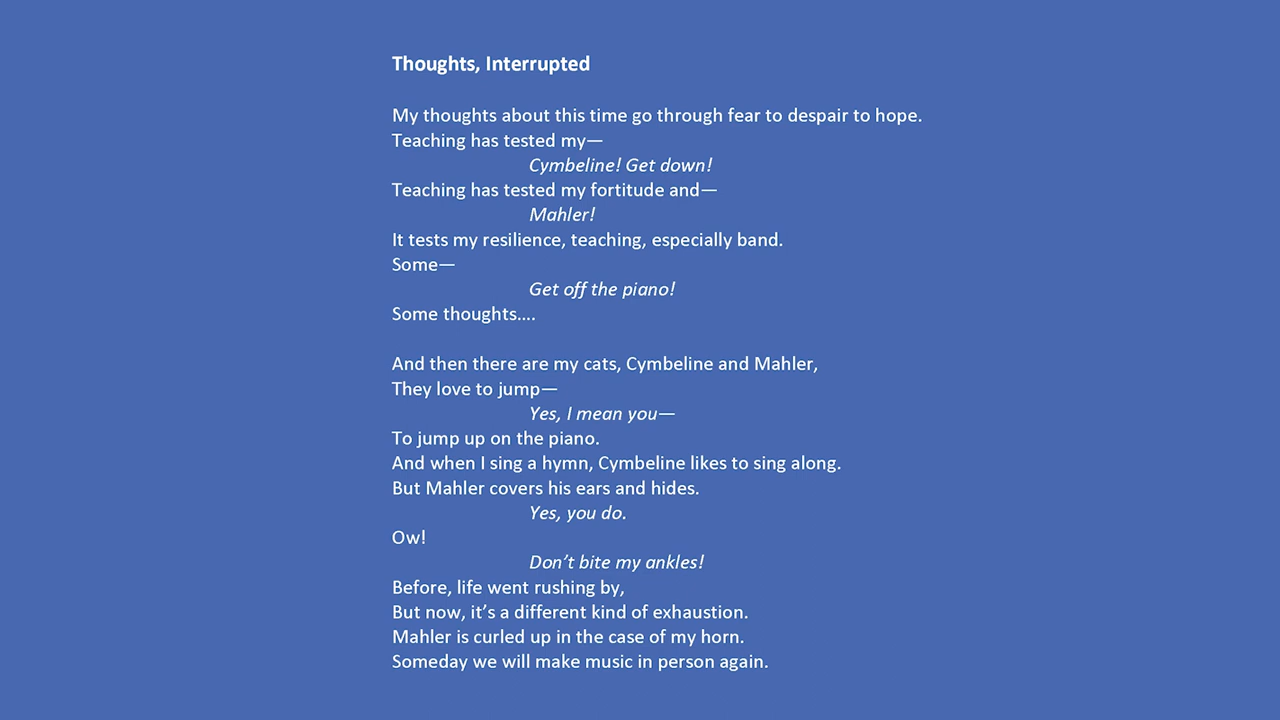 Thoughts, Interrupted
My thoughts about this time go through fear to despair to hope.
Teaching has tested my—
Cymbeline! Get down!
Teaching has tested my fortitude and—
Mahler!
It tests my resilience, teaching, especially band.
Some—
Get off the piano!
Some thoughts....
And then there are my cats, Cymbeline and Mahler,
They love to jump—
Yes, I mean you—
To jump up on the piano.
And when I sing a hymn, Cymbeline likes to sing along.
But Mahler covers his ears and hides.
Yes, you do.
Ow!
Don’t bite my ankles!
Before, life went rushing by,
But now, it’s a different kind of exhaustion.
Mahler is curled up in the case of my horn.
Someday we will make music in person again.